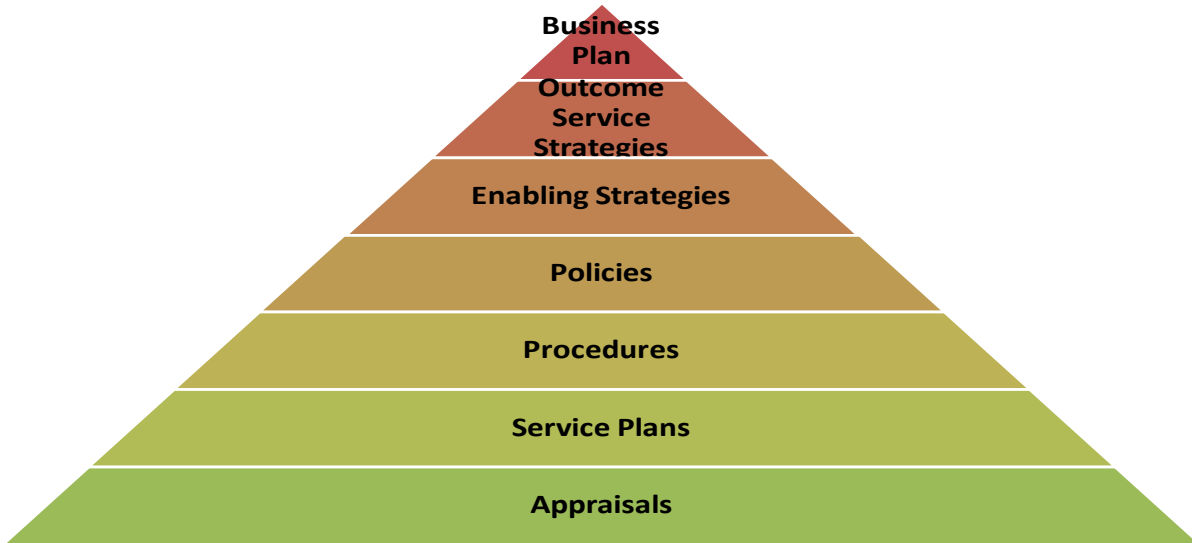 Business
Plan
Outcome
Service
Strategies
Enabling Strategies
Policies
Procedures
Service Plans
Appraisals